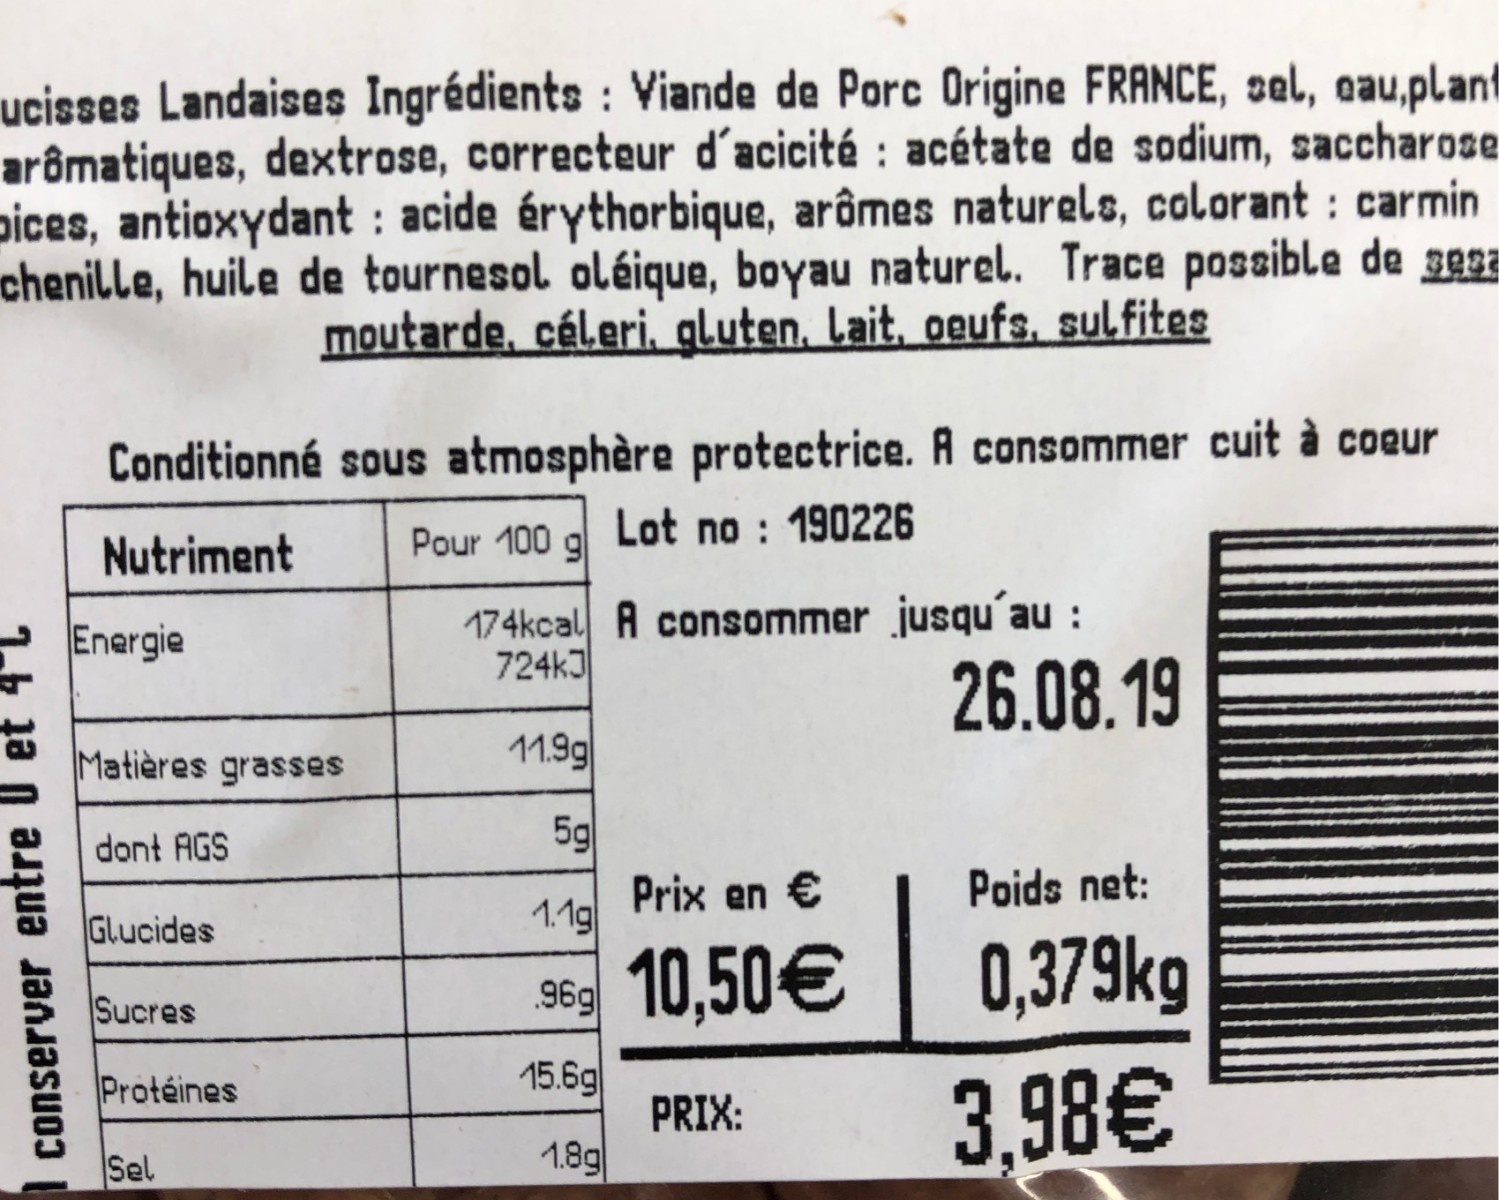 ucisses Landaises Ingrédients : Viande de Porc Origine FRANCE, sel, eau,plant
arômatiques, dextrose, correcteur d´acicité : acétate de sodium, saccharose
pices, antioxydant : acide érythorbique, arômes naturels, colorant : carmin
chenille, huile de tournesol oléique, boyau naturel. Trace possible de sesa
moutarde, céleri, gluten, lait, oeufs, sulfites
Conditionné sous atmosphère protectrice. A consommer cuit à coeur
Nutriment Pour 100 g
Energie 174kcal
724kJ
Matières grasses 11.9g
dont AGS 5g
Glucides 1.1g
Sucres .96g
Protéines 15.6g
Sel 1.8g
Lot no : 190226
A consommer jusqu´au :
26.08.19
Prix en €
10,50€
Poids net:
0,379kg
PRIX:
3,98€
conserver entre 0 et 4°C